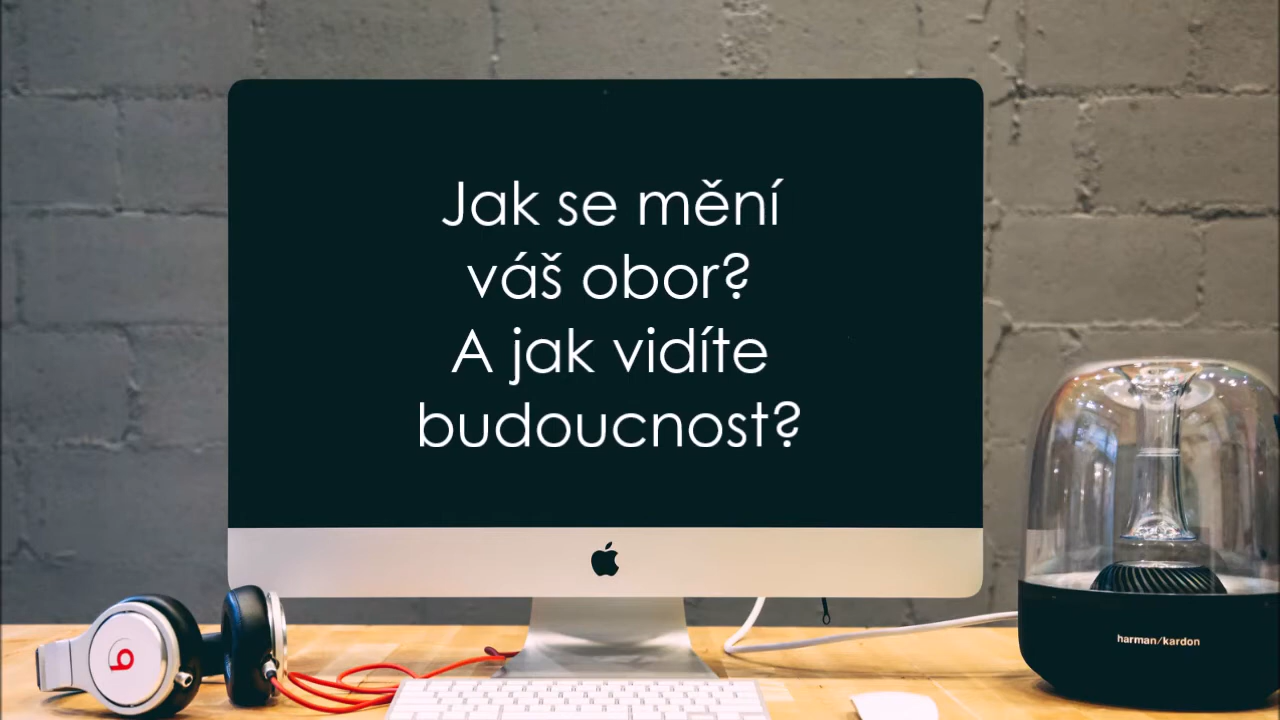 Jak se mění
váš obor?
A jak vidíte
budoucnost?
harman/kardon